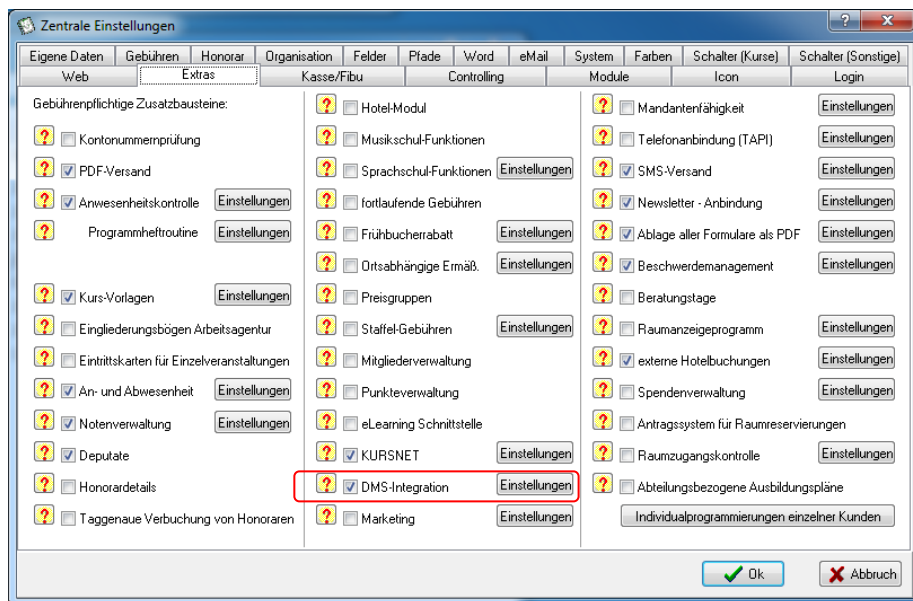 Zentrale Einstellungen
Eigene Daten Gebühren Honorar Organisation Felder Pfade Word eMail System Farben Schalter (Kurse) Schalter (Sonstige)
Web Extras Kasse/Fibu Controlling Module Icon Login
Gebührenpflichtige Zusatzbausteine:
? Kontonummernprüfung
? PDF-Versand
? Anwesenheitskontrolle Einstellungen
? Programmheftroutine Einstellungen
? Kurs-Vorlagen Einstellungen
? Eingliederungsbögen Arbeitsagentur
? Eintrittskarten für Einzelveranstaltungen
? An- und Abwesenheit Einstellungen
? Notenverwaltung Einstellungen
? Deputate
? Honorardetails
? Taggenaue Verbuchung von Honoraren
? Hotel-Modul
? Musikschul-Funktionen
? Sprachschul-Funktionen Einstellungen
? fortlaufende Gebühren
? Frühbucherrabatt Einstellungen
? Ortsabhängige Ermäß. Einstellungen
? Preisgruppen
? Staffel-Gebühren Einstellungen
? Mitgliederverwaltung
? Punkteverwaltung
? eLearning Schnittstelle
? KURSNET Einstellungen
? DMS-Integration Einstellungen
? Marketing Einstellungen
? Mandantenfähigkeit Einstellungen
? Telefonanbindung (TAPI) Einstellungen
? SMS-Versand Einstellungen
? Newsletter - Anbindung Einstellungen
? Ablage aller Formulare als PDF Einstellungen
? Beschwerdemanagement Einstellungen
? Beratungstage
? Raumanzeigeprogramm Einstellungen
? externe Hotelbuchungen Einstellungen
? Spendenverwaltung Einstellungen
? Antragssystem für Raumreservierungen
? Raumzugangskontrolle Einstellungen
? Abteilungsbezogene Ausbildungspläne
Individualprogrammierungen einzelner Kunden
Ok Abbruch